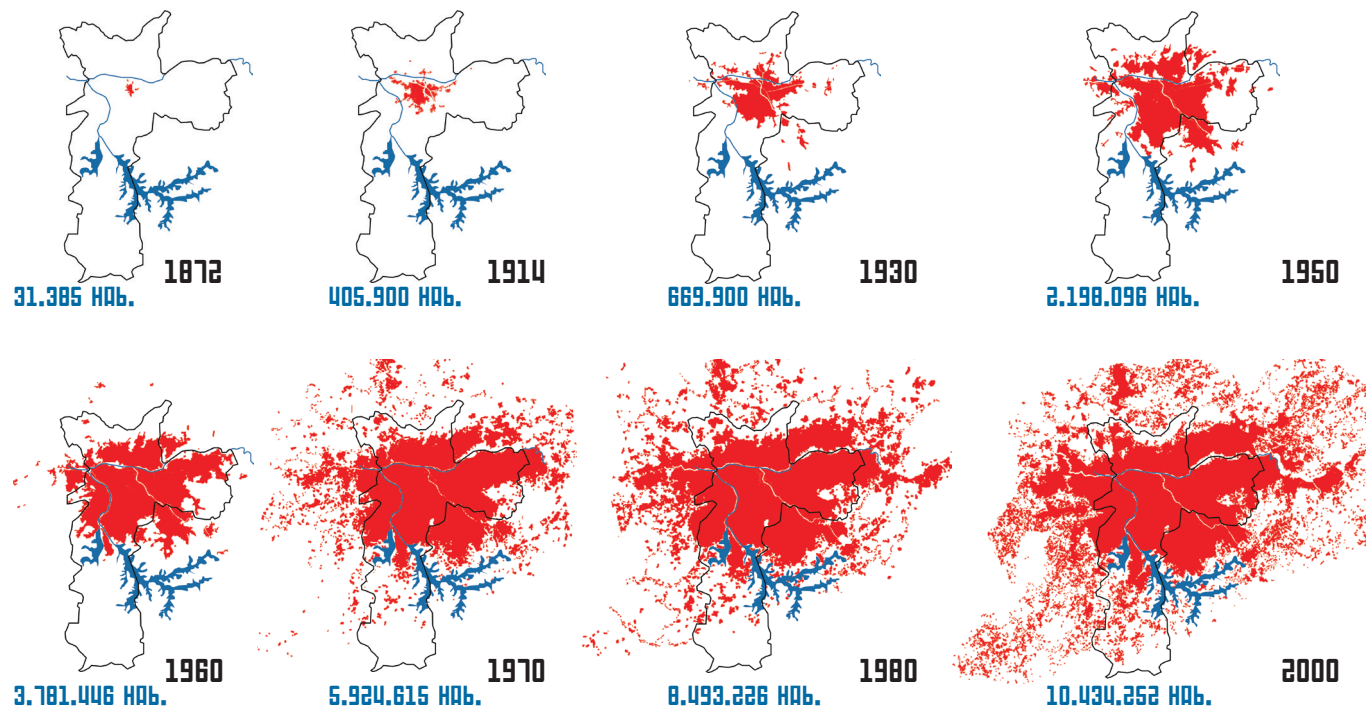 1872
31.385 HAb.
1914
405.900 HAb.
1930
669.900 HAb.
1950
2.198.096 HAb.
1960
3.781.446 HAb.
1970
5.924.615 HAb.
1980
8.493.226 HAb.
2000
10.434.252 HAb.